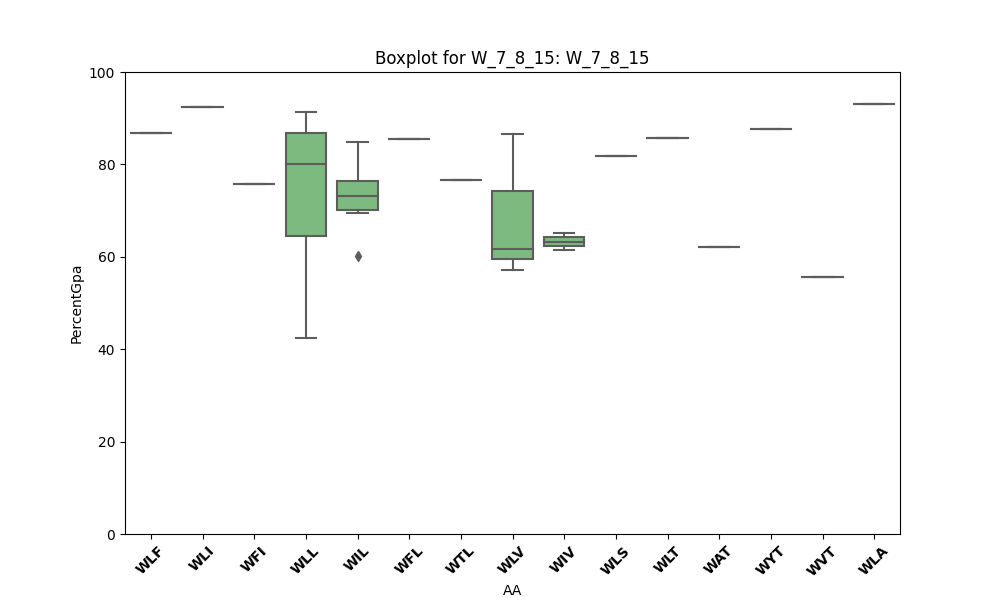 Boxplot for W_7_8_15: W_7_8_15
100
80
60
40
20
0
PercentGpa
WLF WLI WFI WLL WIL WFL WTL WLV WIV WLS WLT WAT WYT WVT WLA
AA